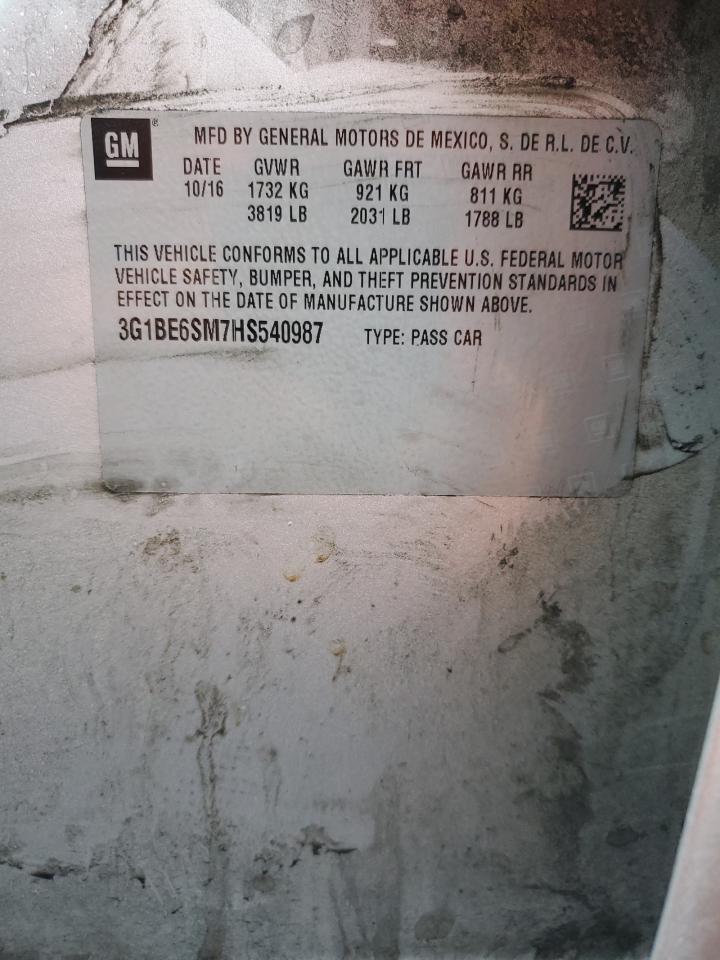 GM®
MFD BY GENERAL MOTORS DE MEXICO, S. DE R.L. DE C.V.
DATE GVWR GAWR FRT GAWR RR
10/16 1732 KG 921 KG 811 KG
3819 LB 2031 LB 1788 LB
THIS VEHICLE CONFORMS TO ALL APPLICABLE U.S. FEDERAL MOTOR
VEHICLE SAFETY, BUMPER, AND THEFT PREVENTION STANDARDS IN
EFFECT ON THE DATE OF MANUFACTURE SHOWN ABOVE.
3G1BE6SM7HS540987 TYPE: PASS CAR